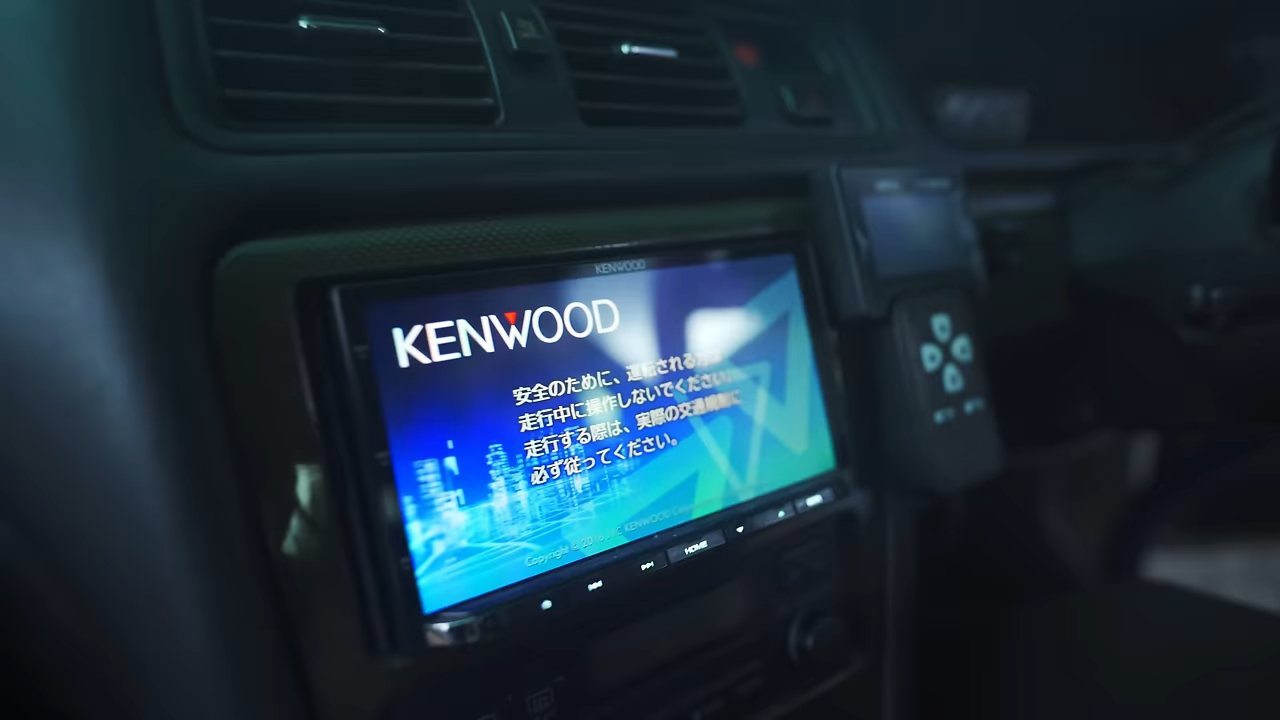 KENWOOD
KENWOOD
安全のために、運転される方は
走行中に操作しないでください。
走行する際は、実際の交通規制に
必ず従ってください。
Copyright © KENWOOD
HOME